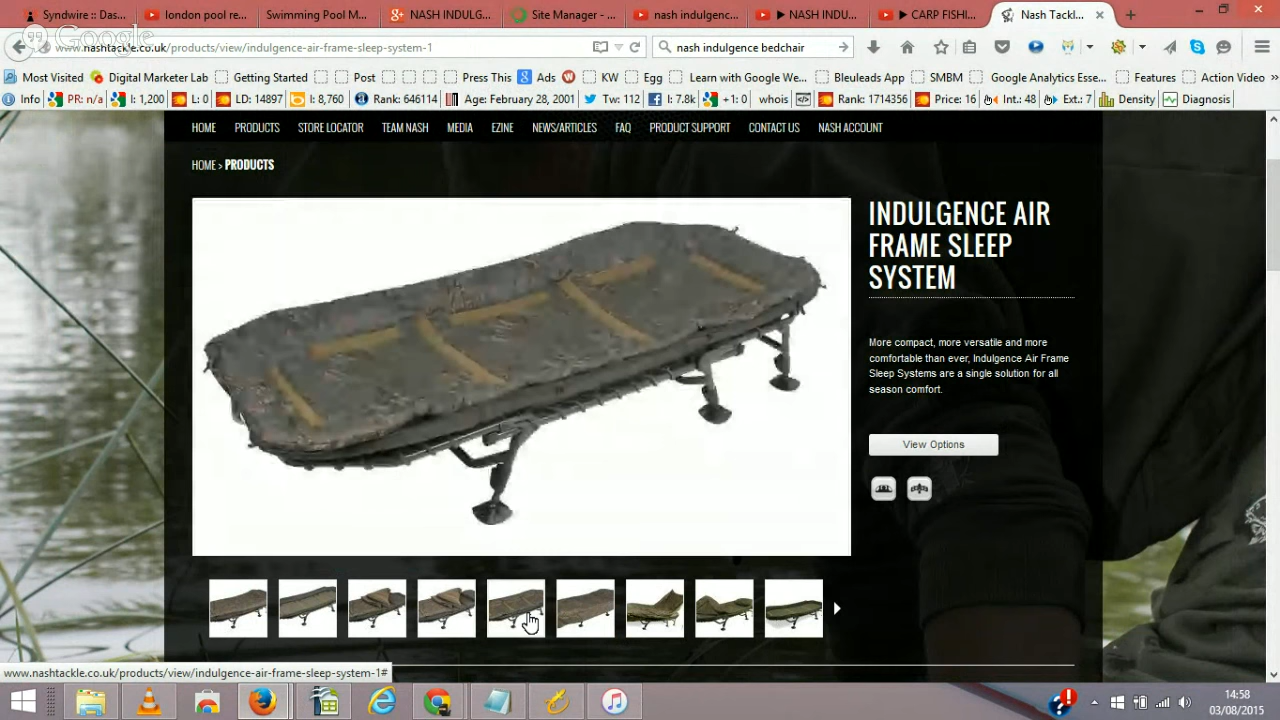 Syndwire :: Das...
london pool re...
Swimming Pool M...
NASH INDULG...
Site Manager - ...
nash indulgenc...
▶ NASH INDU...
▶ CARP FISHI...
Nash Tackl...
Google
www.nashtackle.co.uk/products/view/indulgence-air-frame-sleep-system-1
nash indulgence bedchair
Most Visited
Digital Marketer Lab
Getting Started
Post
Press This
Ads
KW
Egg
Learn with Google We...
Bleuleads App
SMBM
Google Analytics Esse...
Features
Action Video
Info
PR: n/a
I: 1,200
L: 0
LD: 14897
I: 8,760
Rank: 646114
Age: February 28, 2001
Tw: 112
I: 7.8k
+1: 0
whois
Rank: 1714356
Price: 16
Int.: 48
Ext.: 7
Density
Diagnosis
HOME
PRODUCTS
STORE LOCATOR
TEAM NASH
MEDIA
EZINE
NEWS/ARTICLES
FAQ
PRODUCT SUPPORT
CONTACT US
NASH ACCOUNT
HOME > PRODUCTS
INDULGENCE AIR
FRAME SLEEP
SYSTEM
More compact, more versatile and more
comfortable than ever, Indulgence Air Frame
Sleep Systems are a single solution for all
season comfort.
View Options
www.nashtackle.co.uk/products/view/indulgence-air-frame-sleep-system-1#
14:58
03/08/2015